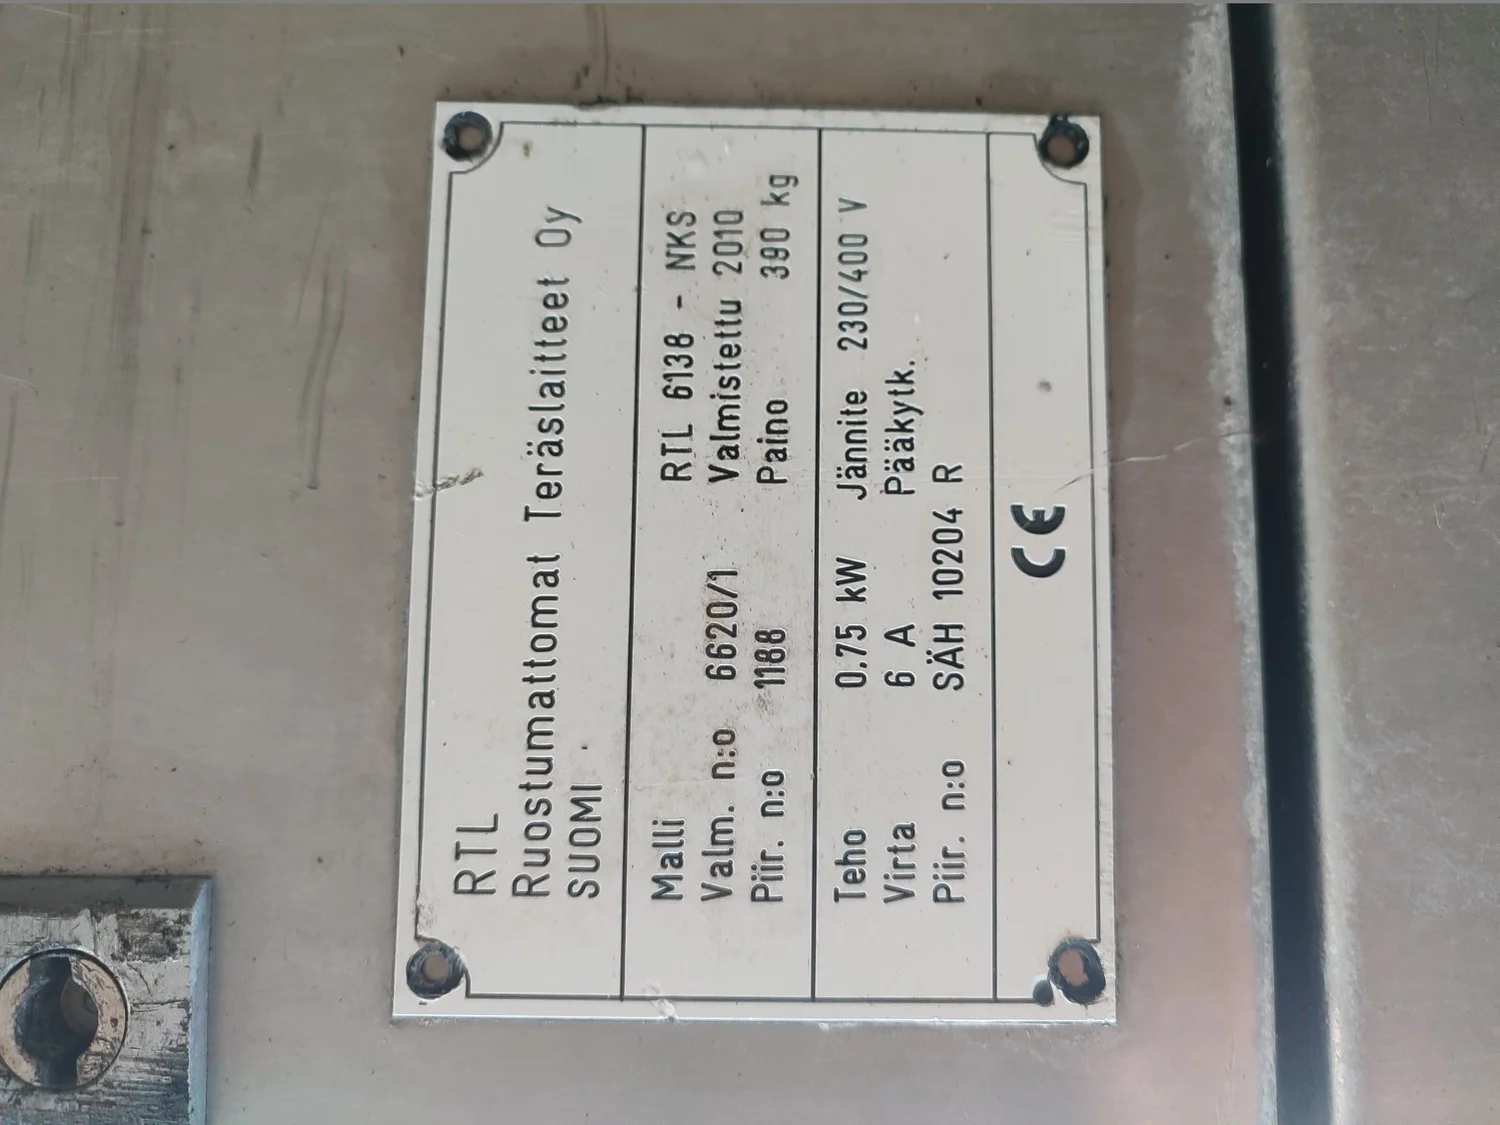 RTL
Ruostumattomat Teräslaitteet Oy
SUOMI
Malli RTL 6138 - NKS
Valm. n:o 6620/1 Valmistettu 2010
Piir. n:o 1188 Paino 390 kg
Teho 0.75 kW Jännite 230/400 V
Virta 6 A Pääkytk.
Piir. n:o SÄH 10204 R
CE